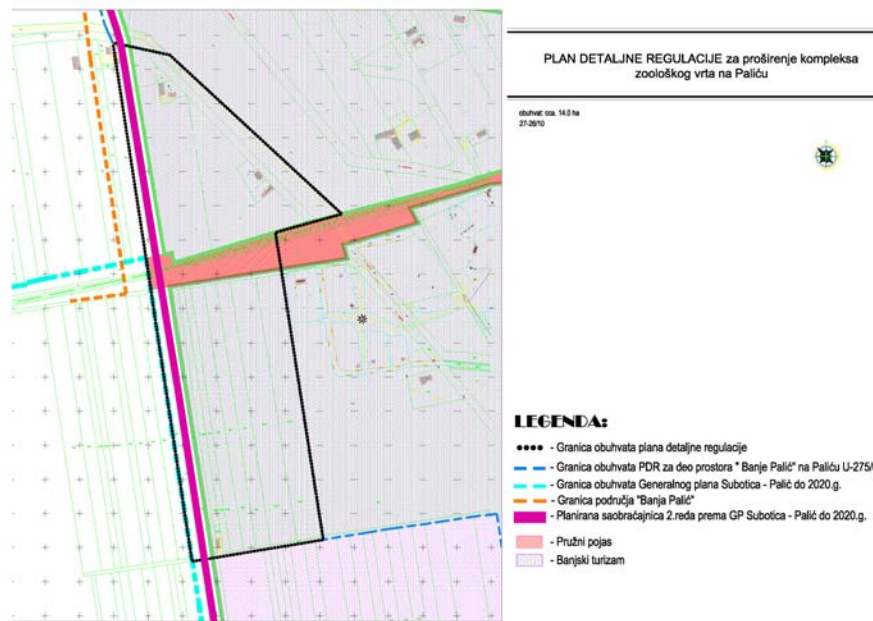 PLAN DETALJNE REGULACIJE za proširenje kompleksa
zoološkog vrta na Paliću
obuhvat: cca. 14.0 ha
27-26/10
LEGENDA:
- Granica obuhvata plana detaljne regulacije
- Granica obuhvata PDR za deo prostora " Banje Palić" na Paliću U-275/
- Granica obuhvata Generalnog plana Subotica - Palić do 2020.g.
- Granica područja "Banja Palić"
- Planirana saobraćajnica 2.reda prema GP Subotica - Palić do 2020.g.
- Pružni pojas
- Banjski turizam